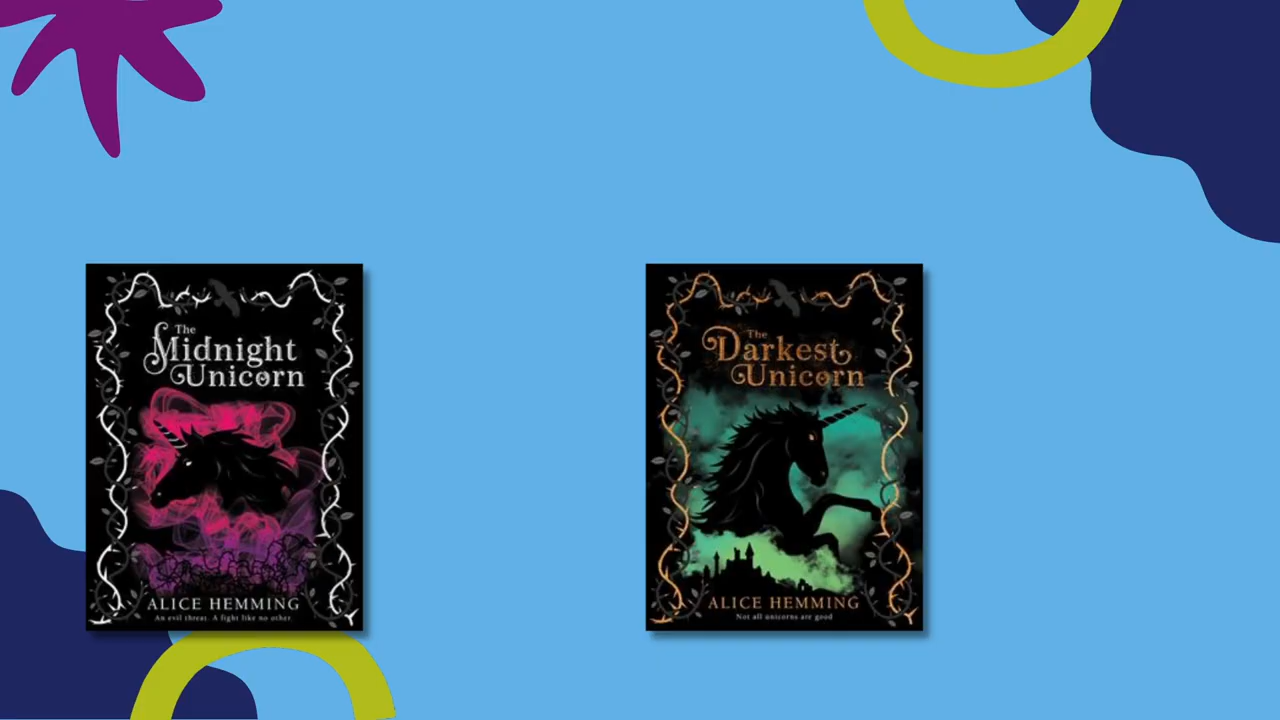 The
Midnight
Unicorn
ALICE HEMMING
An evil threat. A fight like no other.
The
Darkest
Unicorn
ALICE HEMMING
Not all unicorns are good